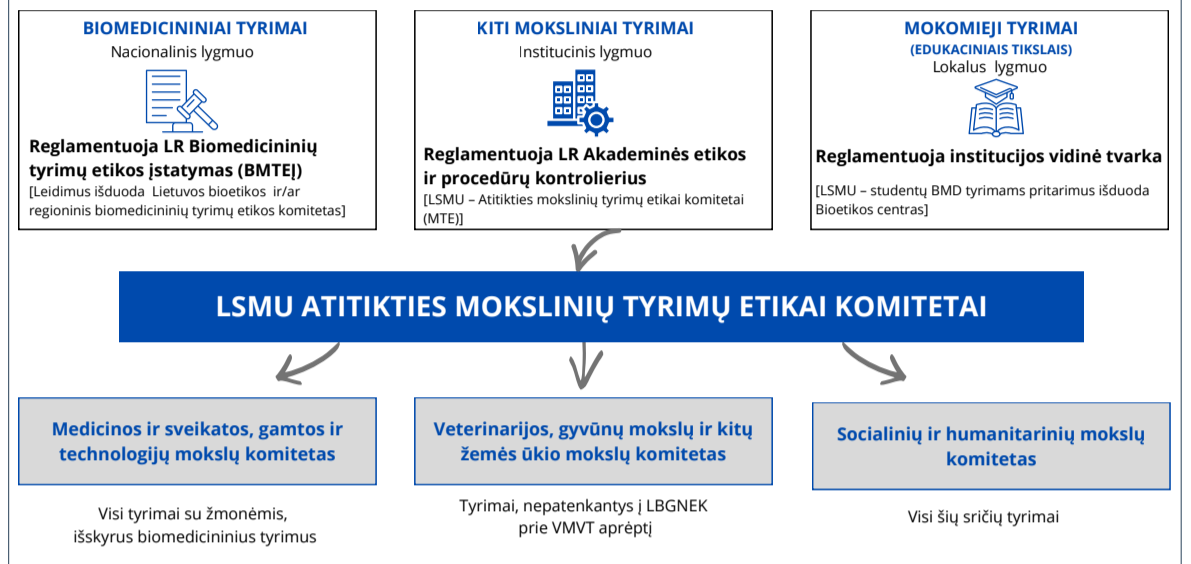 BIOMEDICININIAI TYRIMAI
Nacionalinis lygmuo
Reglamentuoja LR Biomedicininių
tyrimų etikos įstatymas (BMTEĮ)
[Leidimus išduoda Lietuvos bioetikos ir/ar
regioninis biomedicininių tyrimų etikos komitetas]
KITI MOKSLINIAI TYRIMAI
Institucinis lygmuo
Reglamentuoja LR Akademinės etikos
ir procedūrų kontrolierius
[LSMU – Atitikties mokslinių tyrimų etikai komitetai
(MTE)]
MOKOMIEJI TYRIMAI
(EDUKACINIAIS TIKSLAIS)
Lokalus lygmuo
Reglamentuoja institucijos vidinė tvarka
[LSMU – studentų BMD tyrimams pritarimus išduoda
Bioetikos centras]
LSMU ATITIKTIES MOKSLINIŲ TYRIMŲ ETIKAI KOMITETAI
Medicinos ir sveikatos, gamtos ir
technologijų mokslų komitetas
Visi tyrimai su žmonėmis,
išskyrus biomedicininius tyrimus
Veterinarijos, gyvūnų mokslų ir kitų
žemės ūkio mokslų komitetas
Tyrimai, nepatenkantys į LBGNEK
prie VMVT aprėptį
Socialinių ir humanitarinių mokslų
komitetas
Visi šių sričių tyrimai